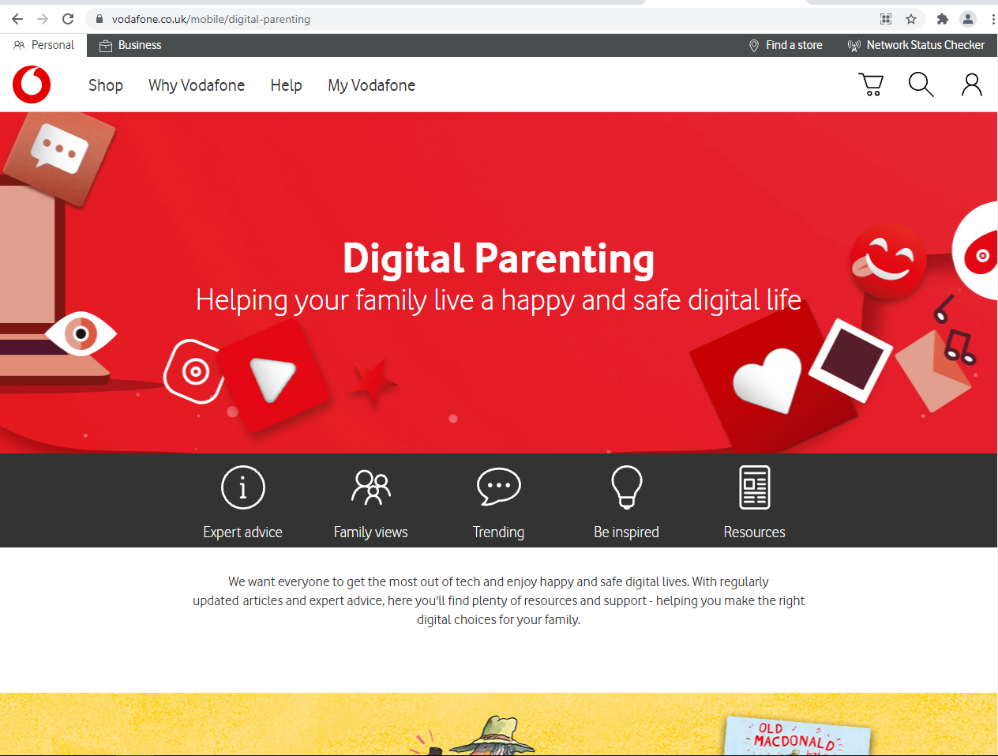 vodafone.co.uk/mobile/digital-parenting
Personal
Business
Find a store
Network Status Checker
Shop
Why Vodafone
Help
My Vodafone
Digital Parenting
Helping your family live a happy and safe digital life
Expert advice
Family views
Trending
Be inspired
Resources
We want everyone to get the most out of tech and enjoy happy and safe digital lives. With regularly
updated articles and expert advice, here you'll find plenty of resources and support - helping you make the right
digital choices for your family.
OLD
MACDONALD